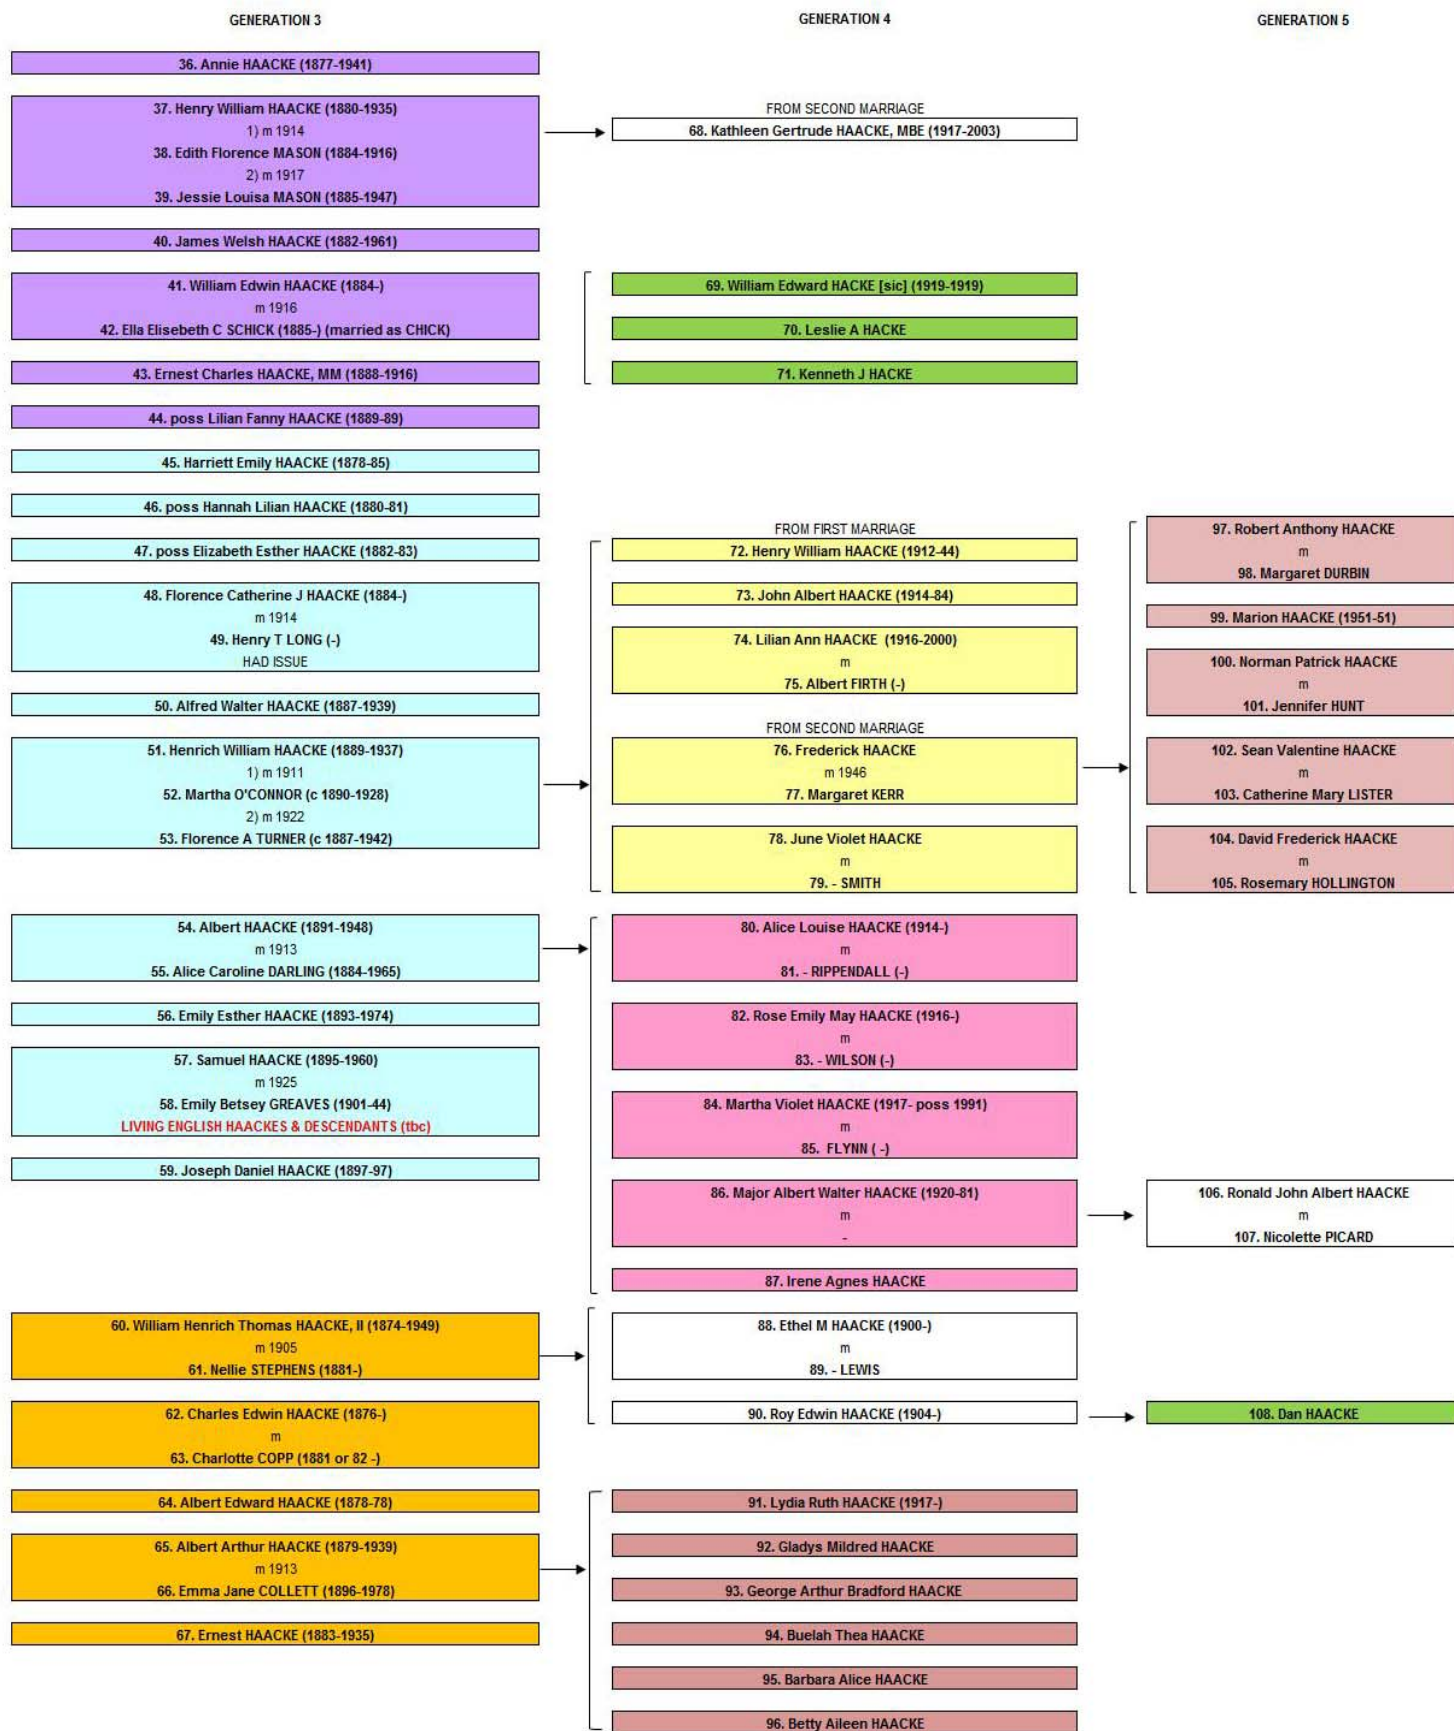 GENERATION 3
36. Annie HAACKE (1877-1941)
37. Henry William HAACKE (1880-1935)
1) m 1914
38. Edith Florence MASON (1884-1916)
2) m 1917
39. Jessie Louisa MASON (1885-1947)
40. James Welsh HAACKE (1882-1961)
41. William Edwin HAACKE (1884-)
m 1916
42. Ella Elisebeth C SCHICK (1885-) (married as CHICK)
43. Ernest Charles HAACKE, MM (1888-1916)
44. poss Lilian Fanny HAACKE (1889-89)
45. Harriett Emily HAACKE (1878-85)
46. poss Hannah Lilian HAACKE (1880-81)
47. poss Elizabeth Esther HAACKE (1882-83)
48. Florence Catherine J HAACKE (1884-)
m 1914
49. Henry T LONG (-)
HAD ISSUE
50. Alfred Walter HAACKE (1887-1939)
51. Henrich William HAACKE (1889-1937)
1) m 1911
52. Martha O'CONNOR (c 1890-1928)
2) m 1922
53. Florence A TURNER (c 1887-1942)
54. Albert HAACKE (1891-1948)
m 1913
55. Alice Caroline DARLING (1884-1965)
56. Emily Esther HAACKE (1893-1974)
57. Samuel HAACKE (1895-1960)
m 1925
58. Emily Betsey GREAVES (1901-44)
LIVING ENGLISH HAACKES & DESCENDANTS (tbc)
59. Joseph Daniel HAACKE (1897-97)
60. William Henrich Thomas HAACKE, II (1874-1949)
m 1905
61. Nellie STEPHENS (1881-)
62. Charles Edwin HAACKE (1876-)
m
63. Charlotte COPP (1881 or 82 -)
64. Albert Edward HAACKE (1878-78)
65. Albert Arthur HAACKE (1879-1939)
m 1913
66. Emma Jane COLLETT (1896-1978)
67. Ernest HAACKE (1883-1935)
GENERATION 4
FROM SECOND MARRIAGE
68. Kathleen Gertrude HAACKE, MBE (1917-2003)
69. William Edward HACKE [sic] (1919-1919)
70. Leslie A HACKE
71. Kenneth J HACKE
FROM FIRST MARRIAGE
72. Henry William HAACKE (1912-44)
73. John Albert HAACKE (1914-84)
74. Lilian Ann HAACKE (1916-2000)
m
75. Albert FIRTH (-)
FROM SECOND MARRIAGE
76. Frederick HAACKE
m 1946
77. Margaret KERR
78. June Violet HAACKE
m
79. - SMITH
80. Alice Louise HAACKE (1914-)
m
81. - RIPPENDALL (-)
82. Rose Emily May HAACKE (1916-)
m
83. - WILSON (-)
84. Martha Violet HAACKE (1917- poss 1991)
m
85. FLYNN ( -)
86. Major Albert Walter HAACKE (1920-81)
m
-
87. Irene Agnes HAACKE
88. Ethel M HAACKE (1900-)
m
89. - LEWIS
90. Roy Edwin HAACKE (1904-)
91. Lydia Ruth HAACKE (1917-)
92. Gladys Mildred HAACKE
93. George Arthur Bradford HAACKE
94. Buelah Thea HAACKE
95. Barbara Alice HAACKE
96. Betty Aileen HAACKE
GENERATION 5
97. Robert Anthony HAACKE
m
98. Margaret DURBIN
99. Marion HAACKE (1951-51)
100. Norman Patrick HAACKE
m
101. Jennifer HUNT
102. Sean Valentine HAACKE
m
103. Catherine Mary LISTER
104. David Frederick HAACKE
m
105. Rosemary HOLLINGTON
106. Ronald John Albert HAACKE
m
107. Nicolette PICARD
108. Dan HAACKE